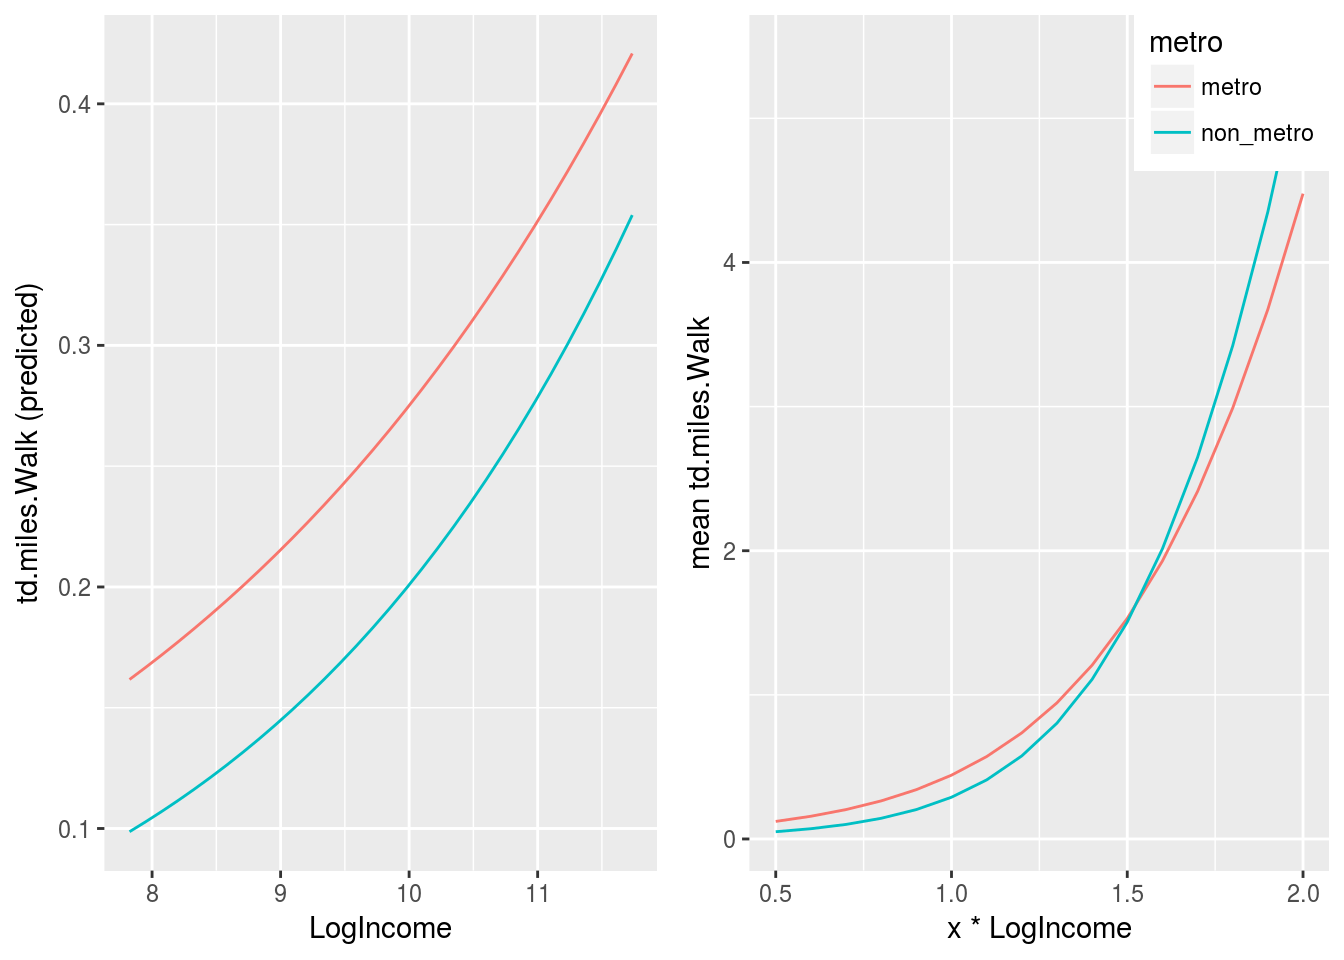 td.miles.Walk (predicted)
0.4
0.3
0.2
0.1
8 9 10 11
LogIncome
mean td.miles.Walk
4
2
0
0.5 1.0 1.5 2.0
x * LogIncome
metro
metro
non_metro